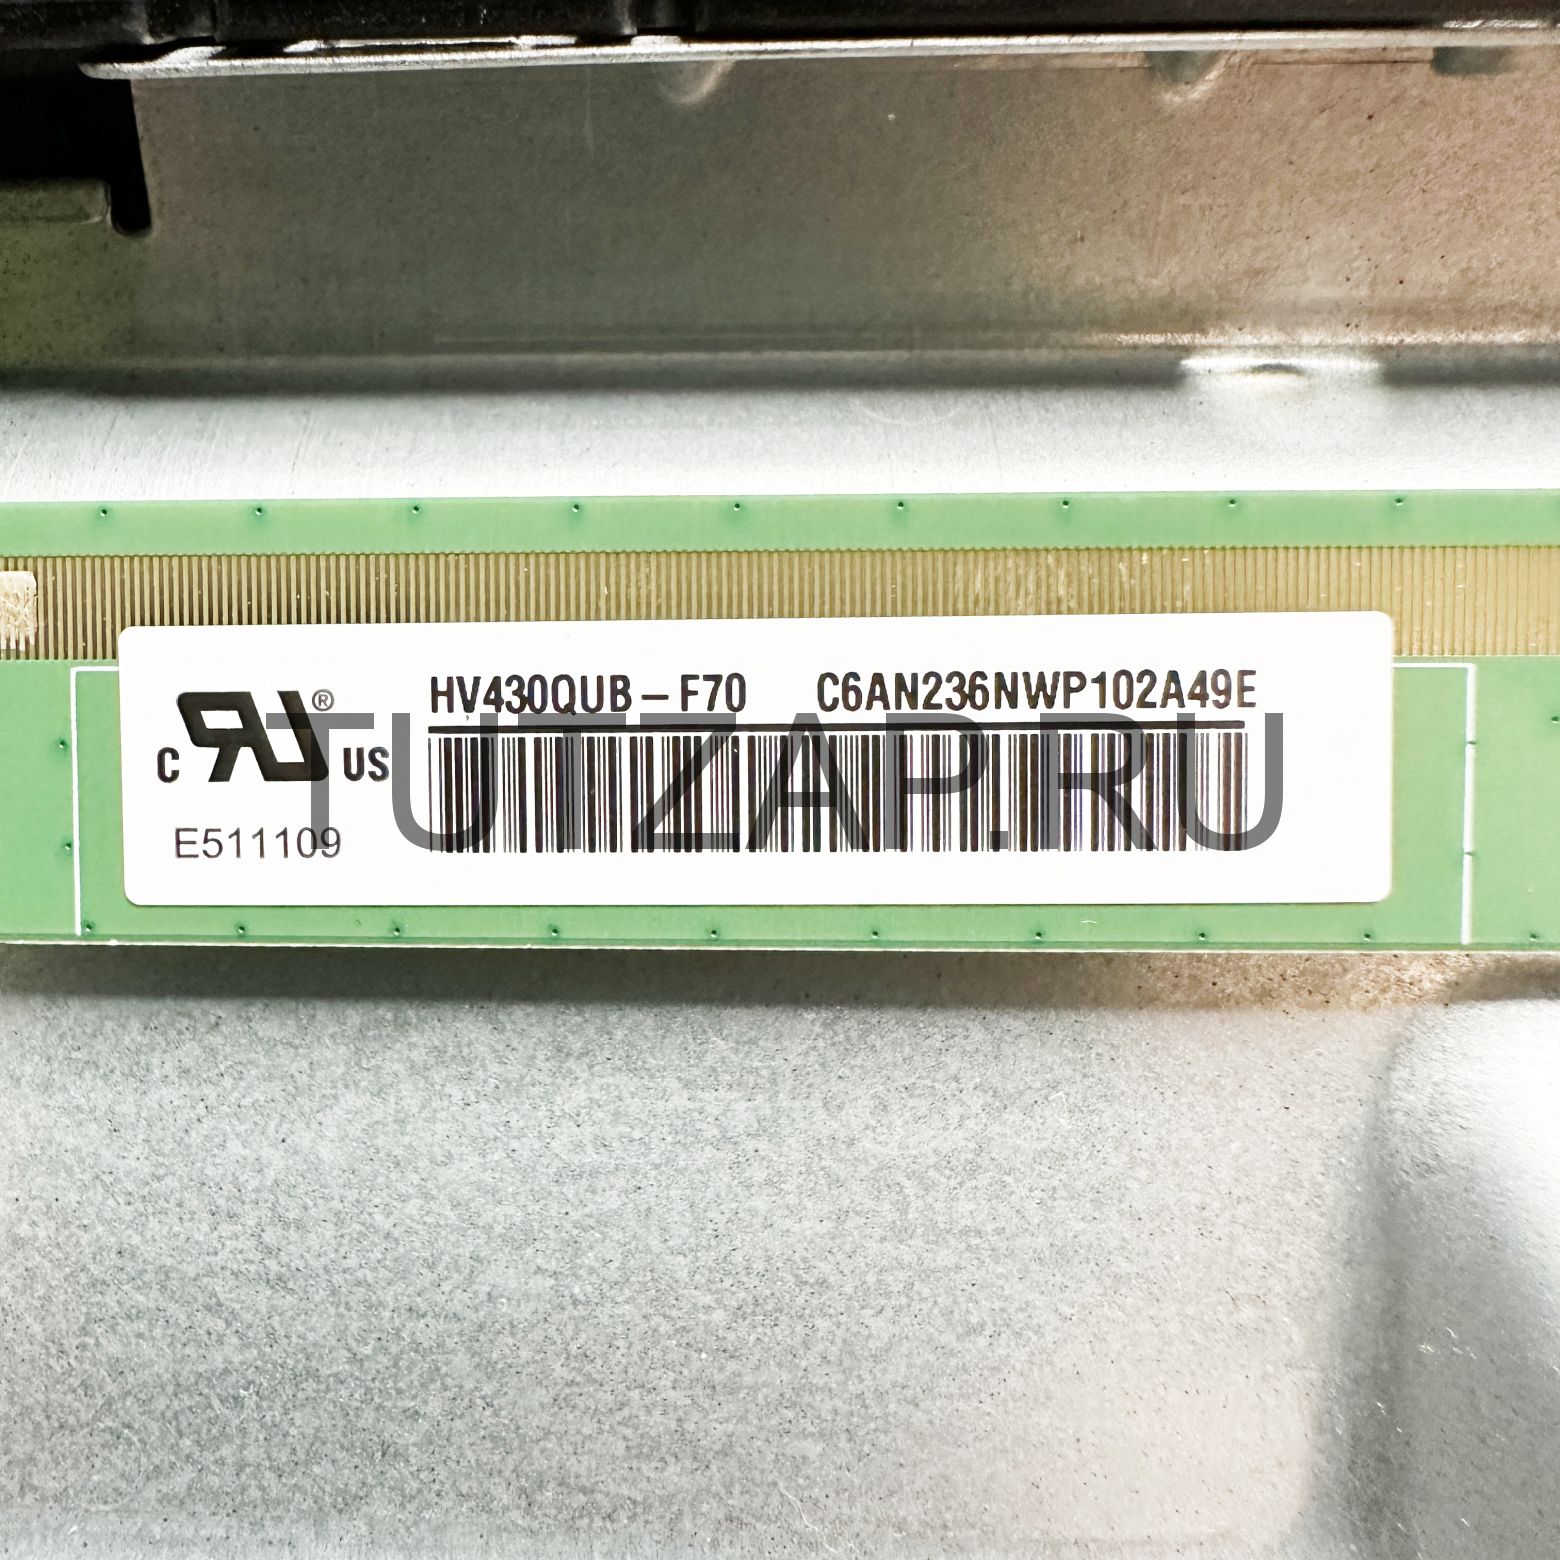 HV430QUB-F70 C6AN236NWP102A49E
®
C US
E511109
TUTZAP.RU